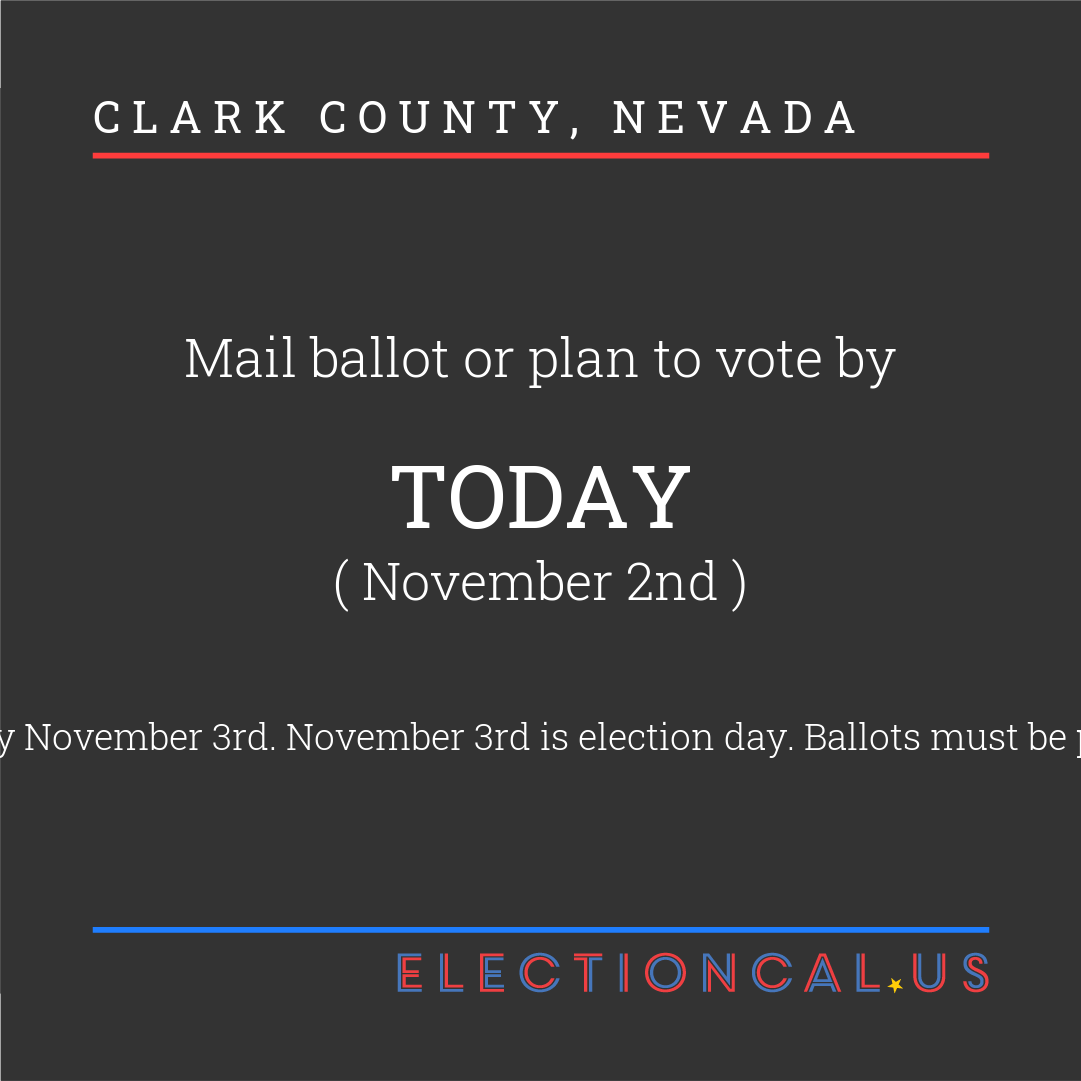 CLARK COUNTY, NEVADA
Mail ballot or plan to vote by
TODAY
( November 2nd )
November 3rd. November 3rd is election day. Ballots must be
ELECTIONCAL.US